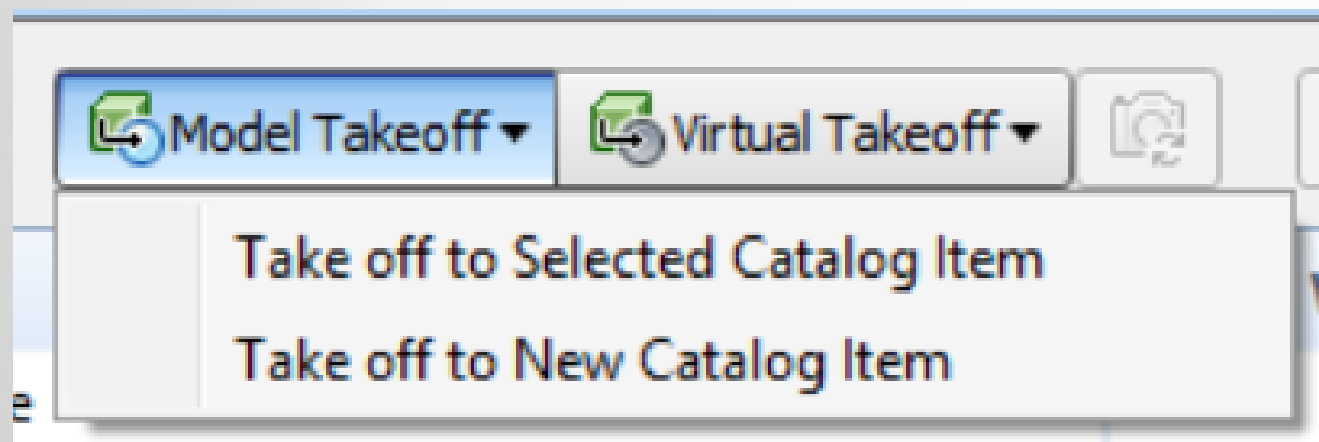 Model Takeoff Virtual Takeoff
Take off to Selected Catalog Item
Take off to New Catalog Item
e